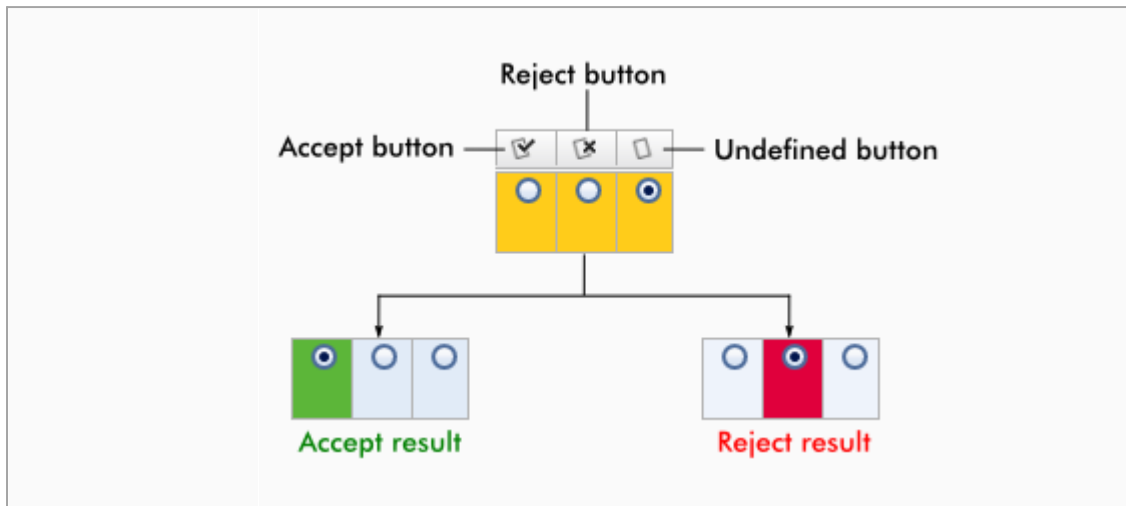 Reject button
Accept button
Undefined button
Accept result
Reject result